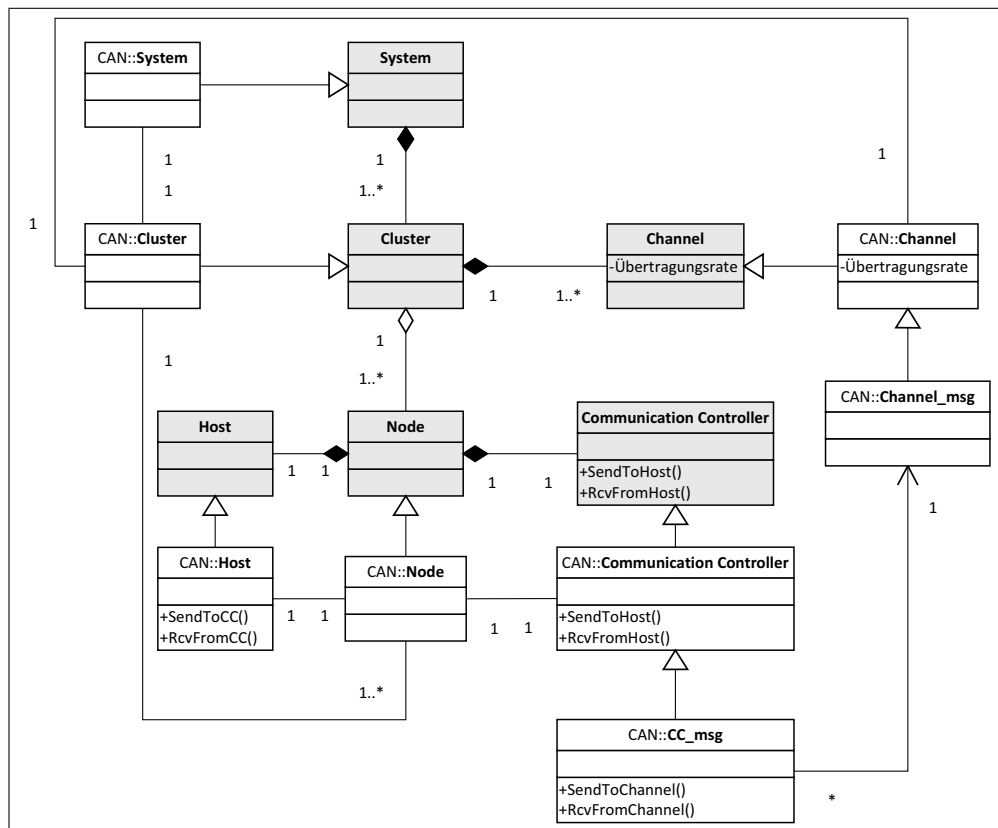 CAN::System
System
1
1
1
1
1..*
1
CAN::Cluster
Cluster
Channel
CAN::Channel
-Übertragungsrate
-Übertragungsrate
1
1..*
1
1
1..*
CAN::Channel_msg
Host
Node
Communication Controller
1
1
1
1
+SendToHost()
+RcvFromHost()
1
CAN::Host
CAN::Node
CAN::Communication Controller
+SendToCC()
+RcvFromCC()
1
1
1
1
+SendToHost()
+RcvFromHost()
1..*
CAN::CC_msg
+SendToChannel()
+RcvFromChannel()
*